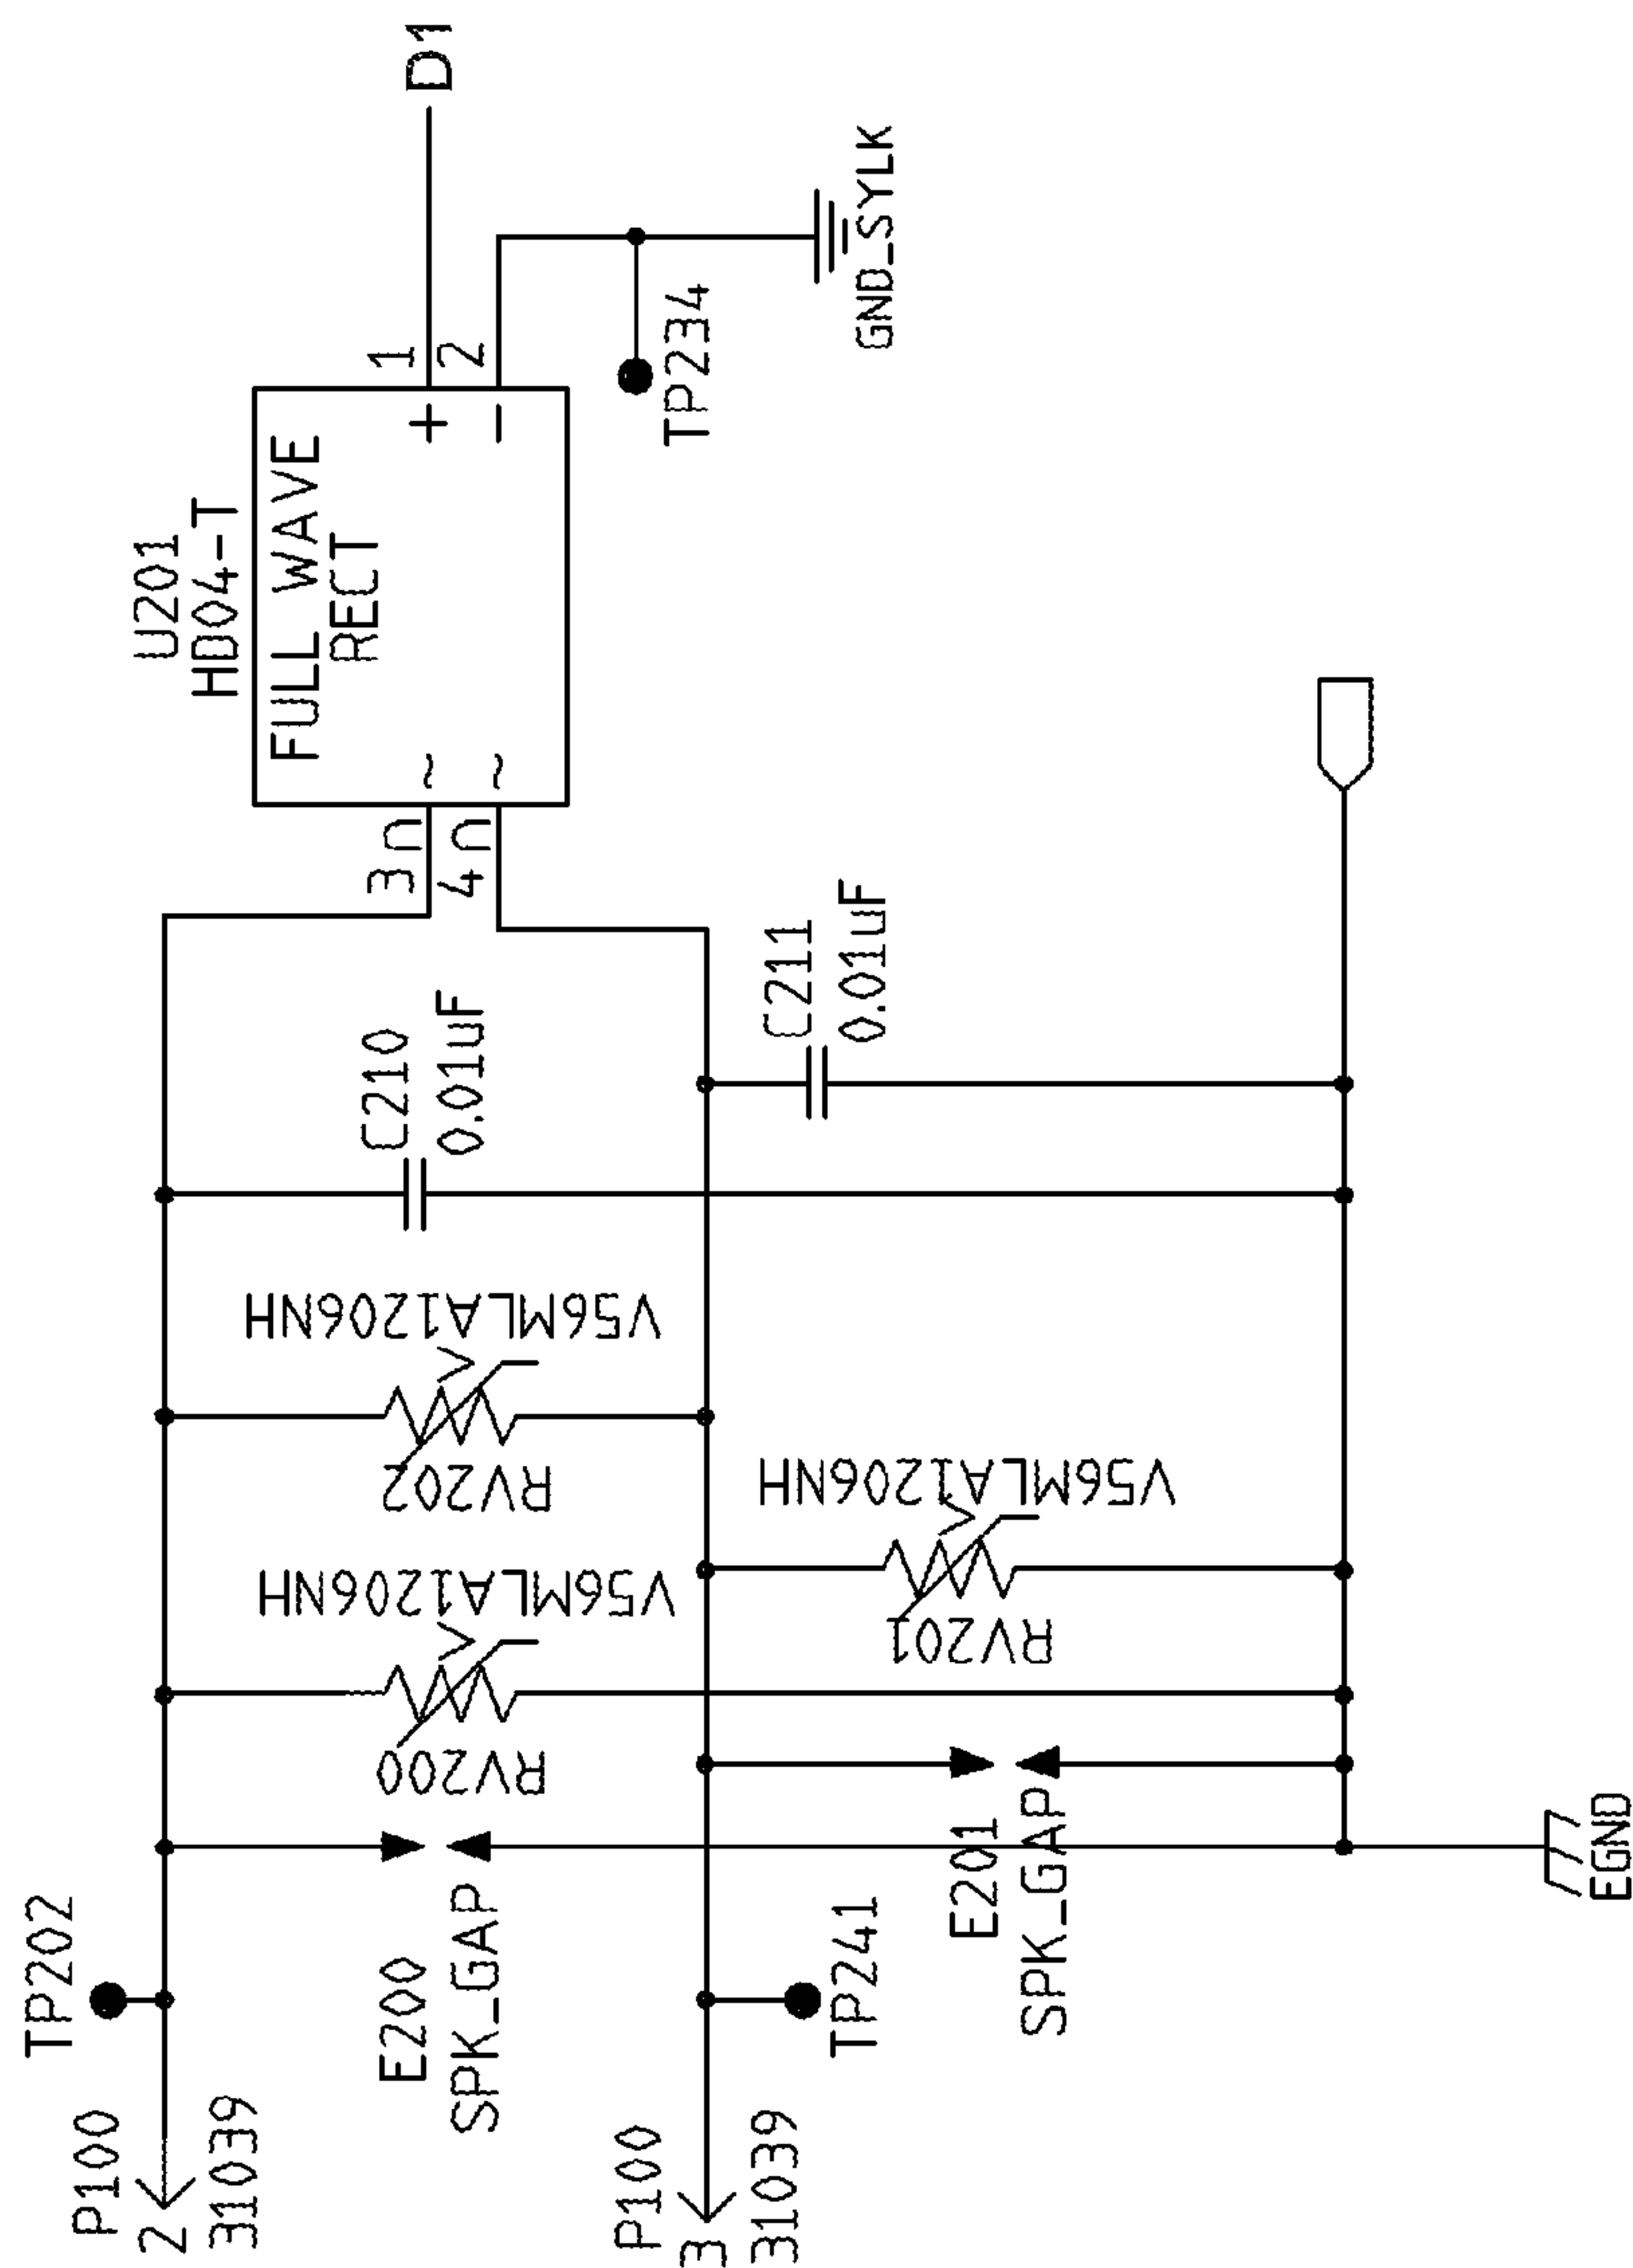 P100
2
31039
TP202
E200
SPK_GAP
RV200
V56MLA1206NH
RV202
V56MLA1206NH
C210
0.01uF
U201
HD04-T
FULL WAVE
RECT
3
4
~
~
+
−
1
2
D1
TP234
GND_SYLK
P100
3
31039
TP241
E201
SPK_GAP
RV201
V56MLA1206NH
C211
0.01uF
EGND